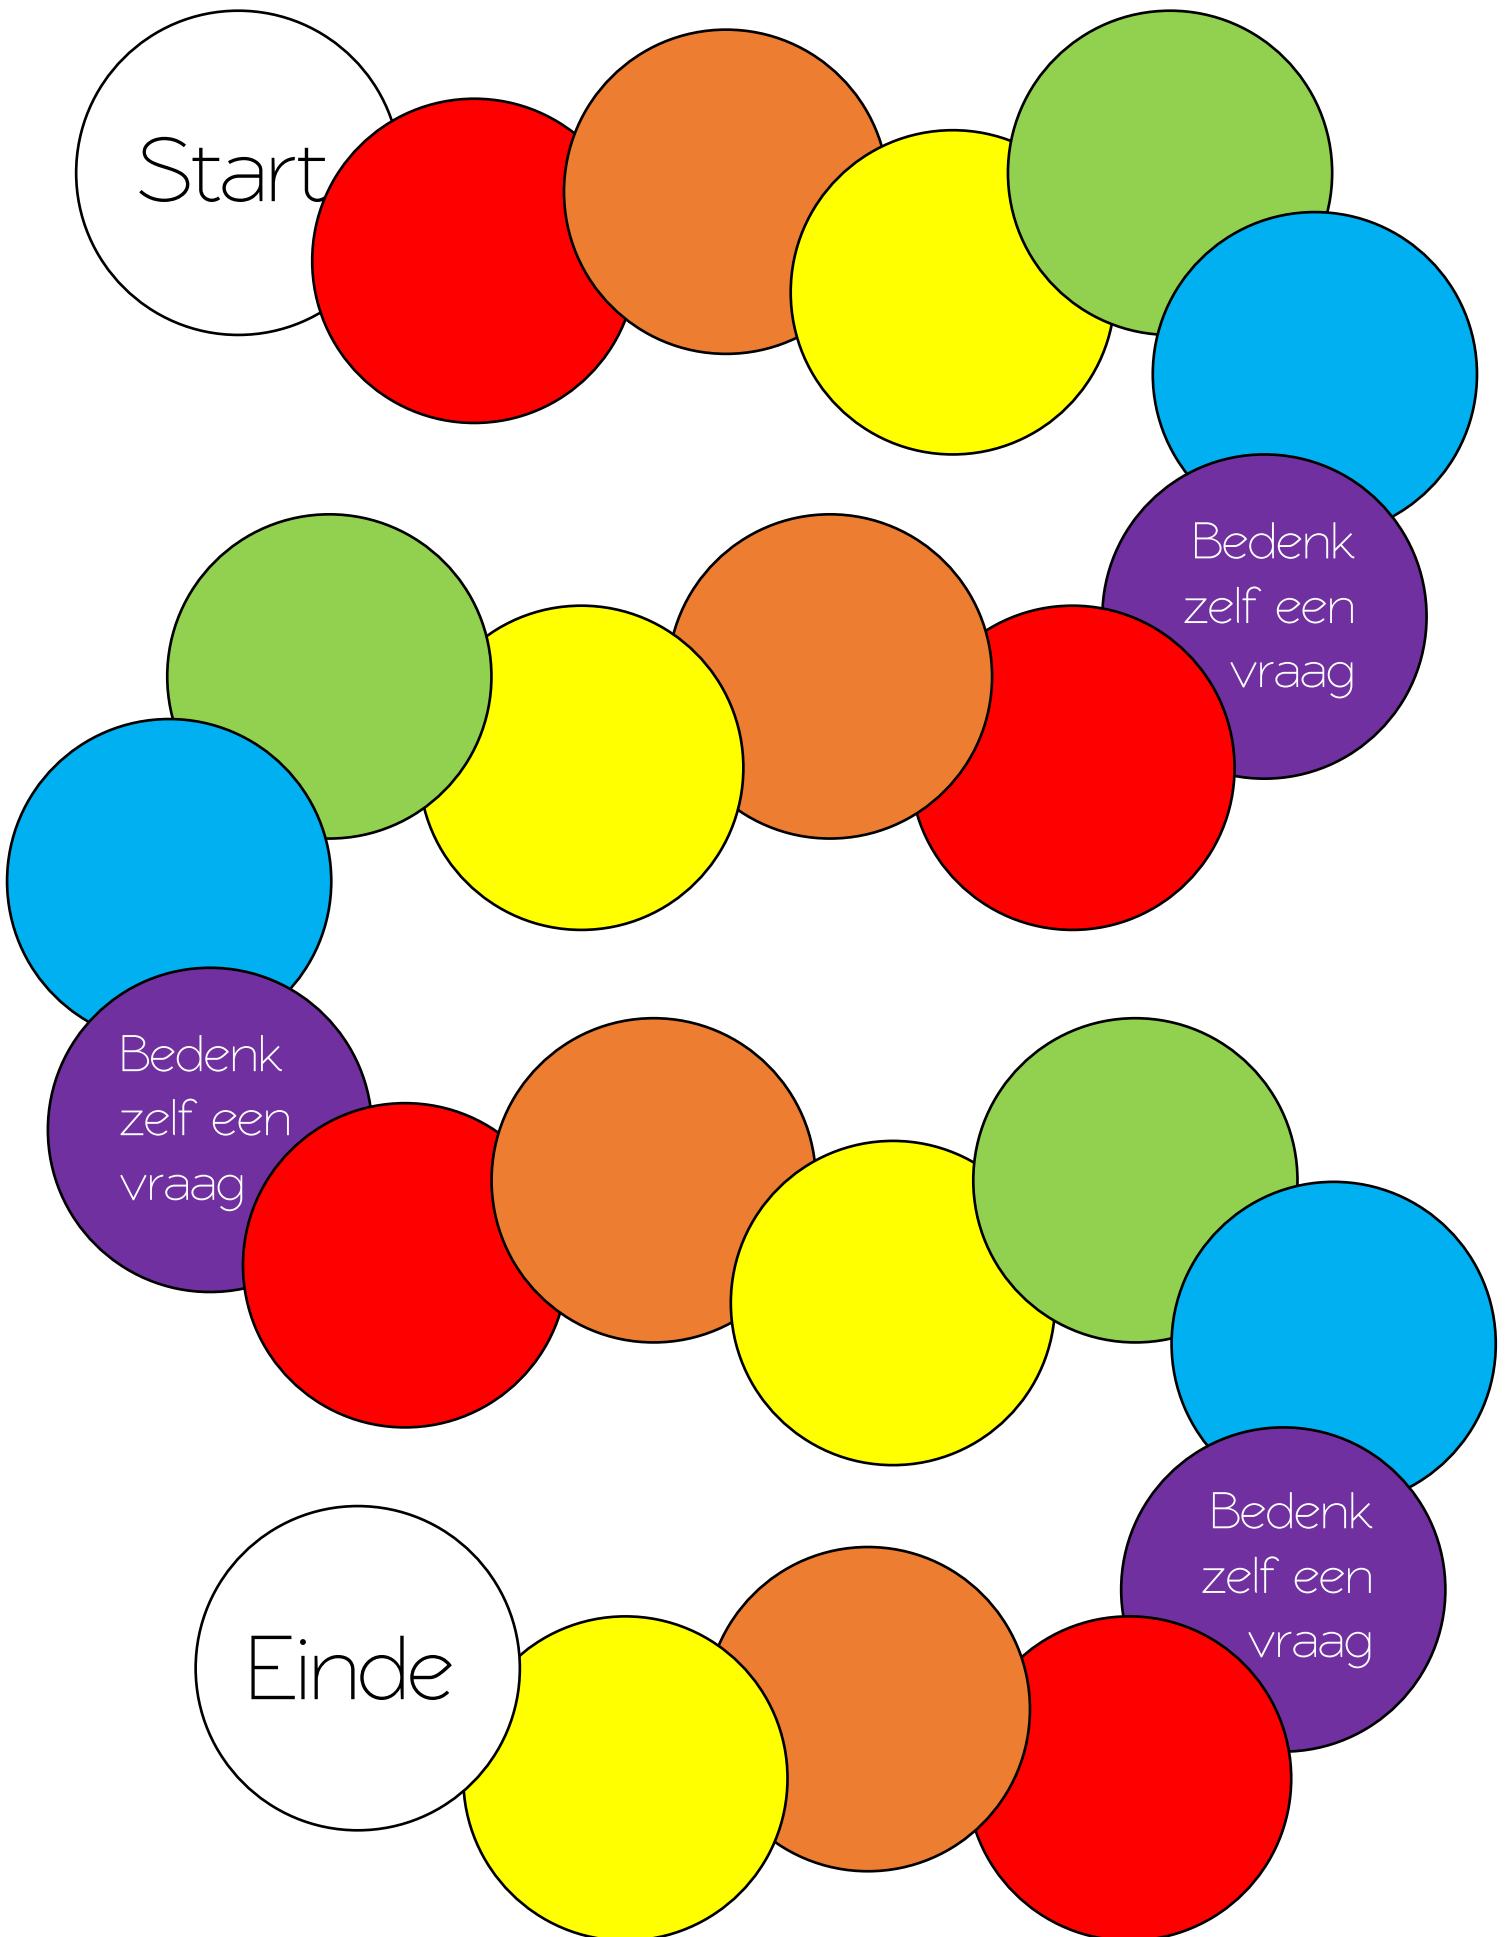 Start
Bedenk
zelf een
vraag
Bedenk
zelf een
vraag
Bedenk
zelf een
vraag
Einde